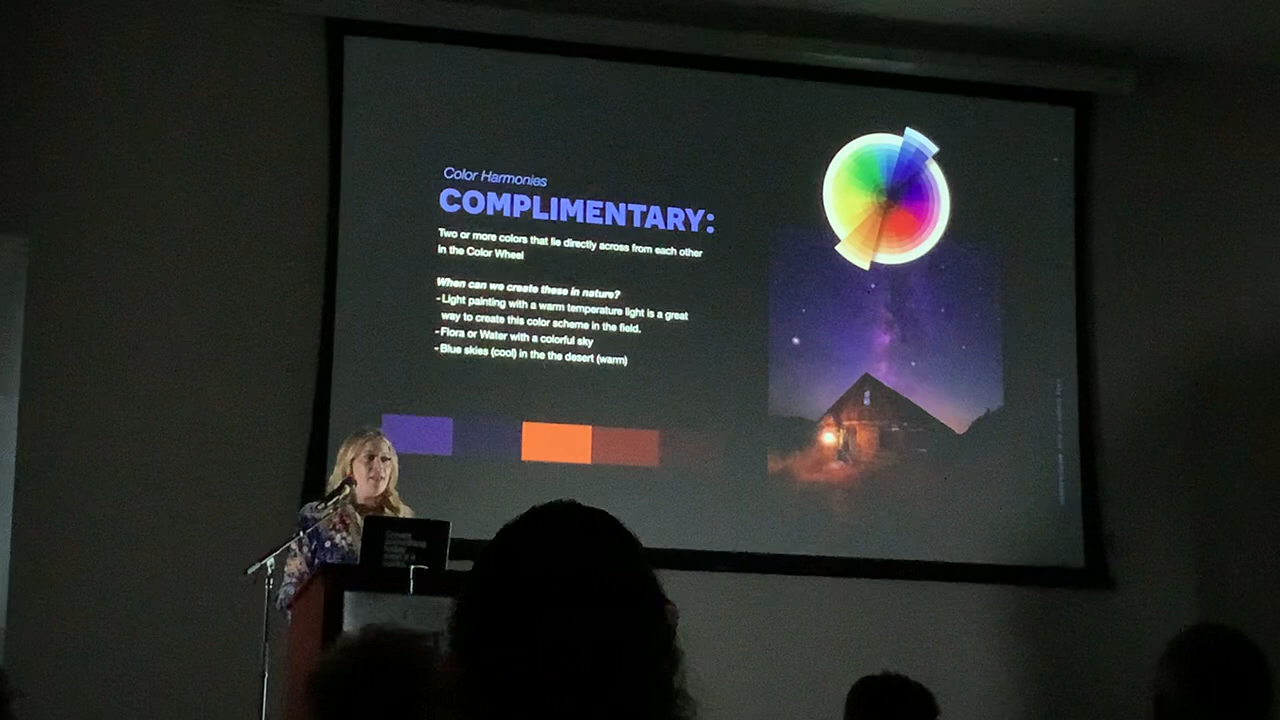 Color Harmonies
COMPLIMENTARY:
Two or more colors that lie directly across from each other
in the Color Wheel
When can we create these in nature?
-Light painting with a warm temperature light is a great
way to create this color scheme in the field.
-Flora or Water with a colorful sky
-Blue skies (cool) in the the desert (warm)